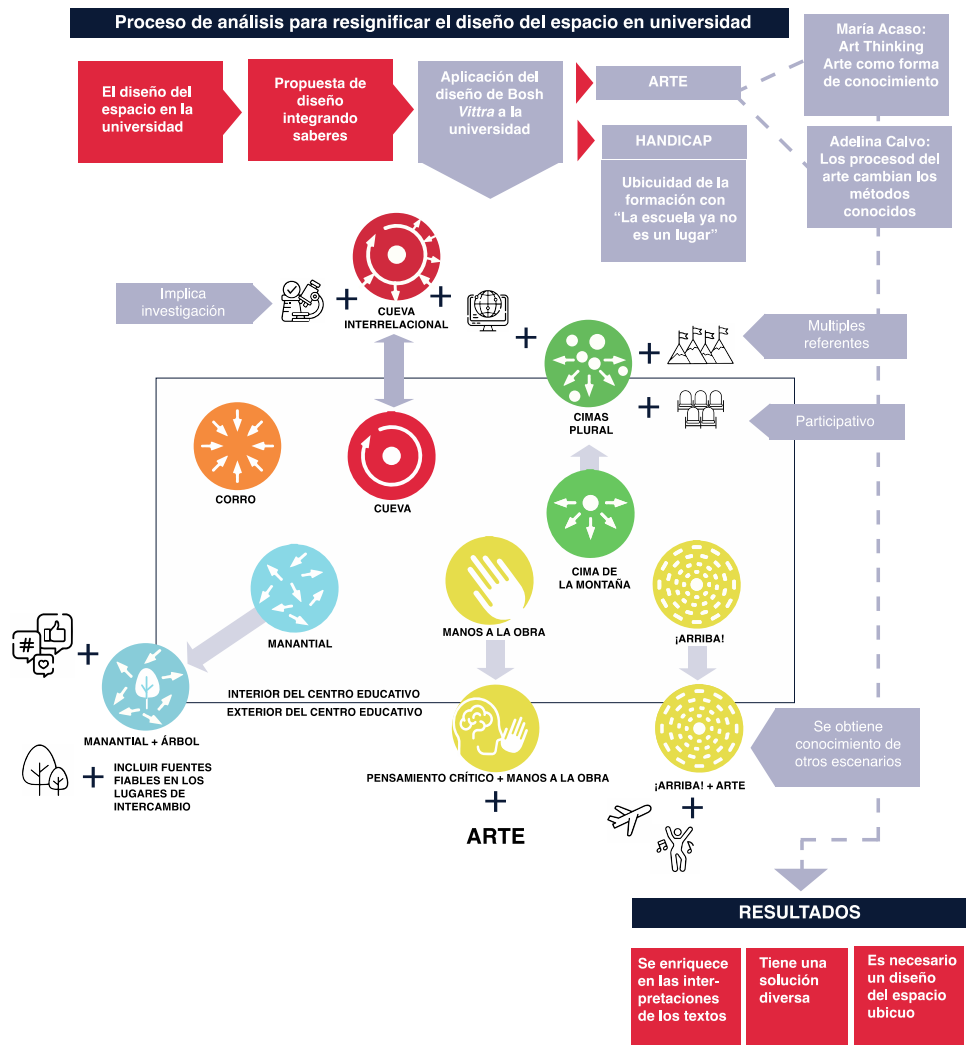 Proceso de análisis para resignificar el diseño del espacio en universidad
El diseño del
espacio en la
universidad
Propuesta de
diseño
integrando
saberes
Aplicación del
diseño de Bosh
Vittra a la
universidad
ARTE
HANDICAP
Ubicuidad de la
formación con
“La escuela ya no
es un lugar”
María Acaso:
Art Thinking
Arte como forma
de conocimiento
Adelina Calvo:
Los procesod del
arte cambian los
métodos
conocidos
Implica
investigación
CUEVA
INTERRELACIONAL
CIMAS
PLURAL
Multiples
referentes
Participativo
CORRO
CUEVA
CIMA DE
LA MONTAÑA
MANANTIAL
MANOS A LA OBRA
¡ARRIBA!
#
INTERIOR DEL CENTRO EDUCATIVO
EXTERIOR DEL CENTRO EDUCATIVO
MANANTIAL + ÁRBOL
INCLUIR FUENTES
FIABLES EN LOS
LUGARES DE
INTERCAMBIO
PENSAMIENTO CRÍTICO + MANOS A LA OBRA
+
ARTE
¡ARRIBA! + ARTE
Se obtiene
conocimiento de
otros escenarios
RESULTADOS
Se enriquece
en las inter-
pretaciones
de los textos
Tiene una
solución
diversa
Es necesario
un diseño
del espacio
ubicuo